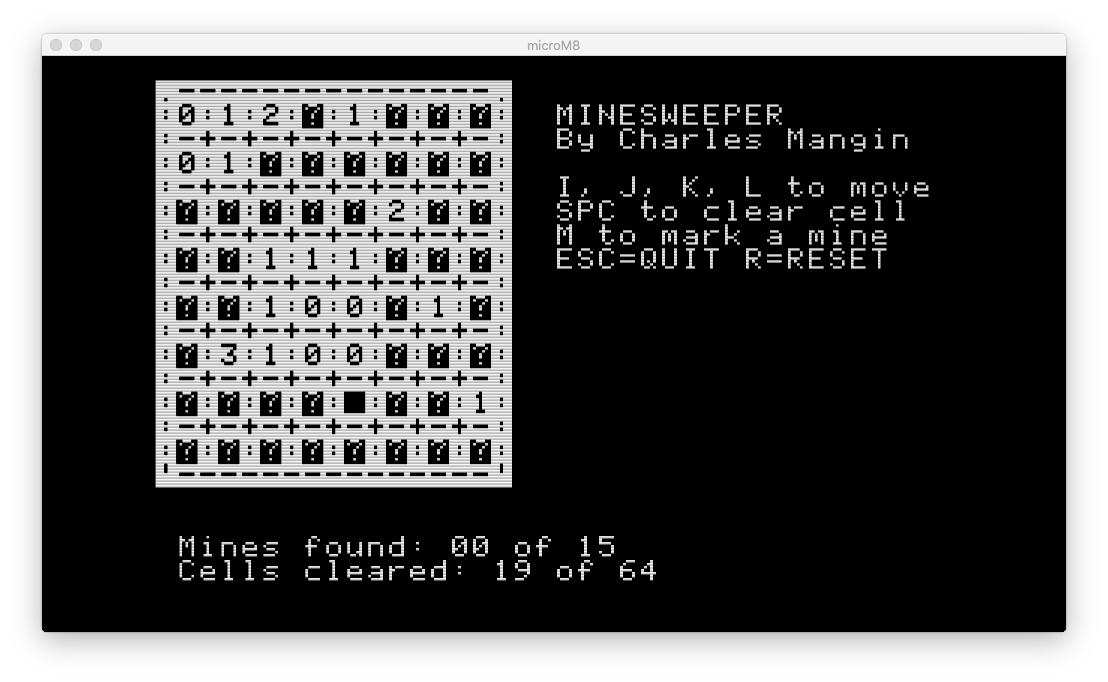 microM8
:0:1:2:?:1:?:?:?:
:-+-+-+-+-+-+-+-:
:0:1:?:?:?:?:?:?:
:-+-+-+-+-+-+-+-:
:?:?:?:?:?:2:?:?:
:-+-+-+-+-+-+-+-:
:?:?:1:1:1:?:?:?:
:-+-+-+-+-+-+-+-:
:?:?:1:0:0:?:1:?:
:-+-+-+-+-+-+-+-:
:?:3:1:0:0:?:?:?:
:-+-+-+-+-+-+-+-:
:?:?:?:?:■:?:?:1:
:-+-+-+-+-+-+-+-:
:?:?:?:?:?:?:?:?:
MINESWEEPER
By Charles Mangin
I, J, K, L to move
SPC to clear cell
M to mark a mine
ESC=QUIT R=RESET
Mines found: 00 of 15
Cells cleared: 19 of 64